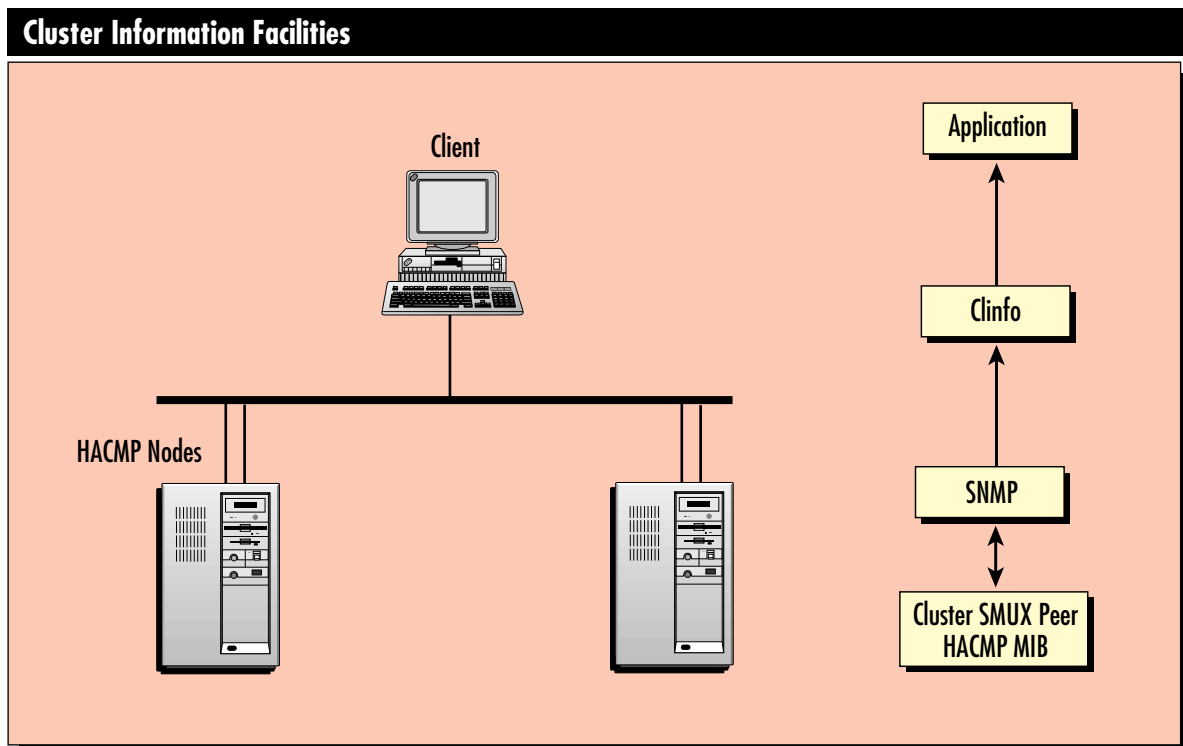 Cluster Information Facilities
Client
HACMP Nodes
Application
Clinfo
SNMP
Cluster SMUX Peer
HACMP MIB